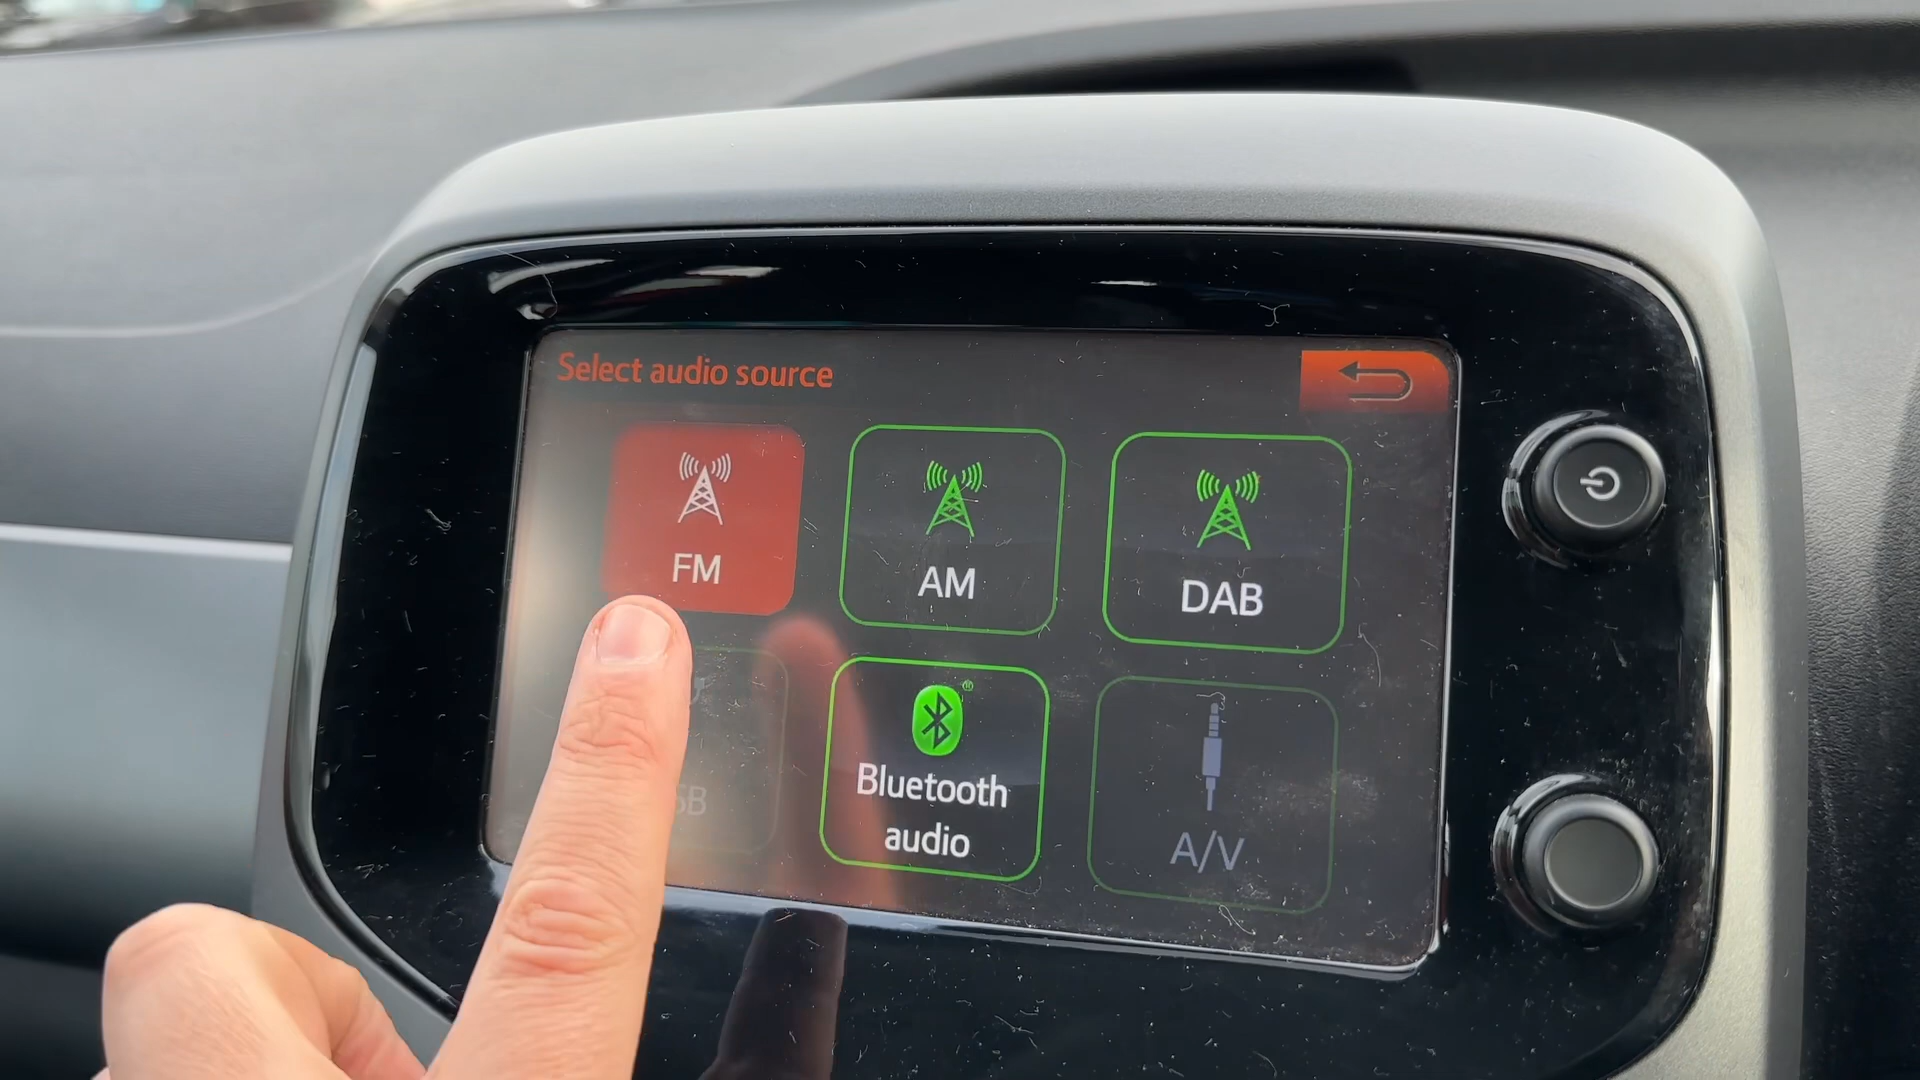 Select audio source
FM
AM
DAB
Bluetooth
audio
A/V